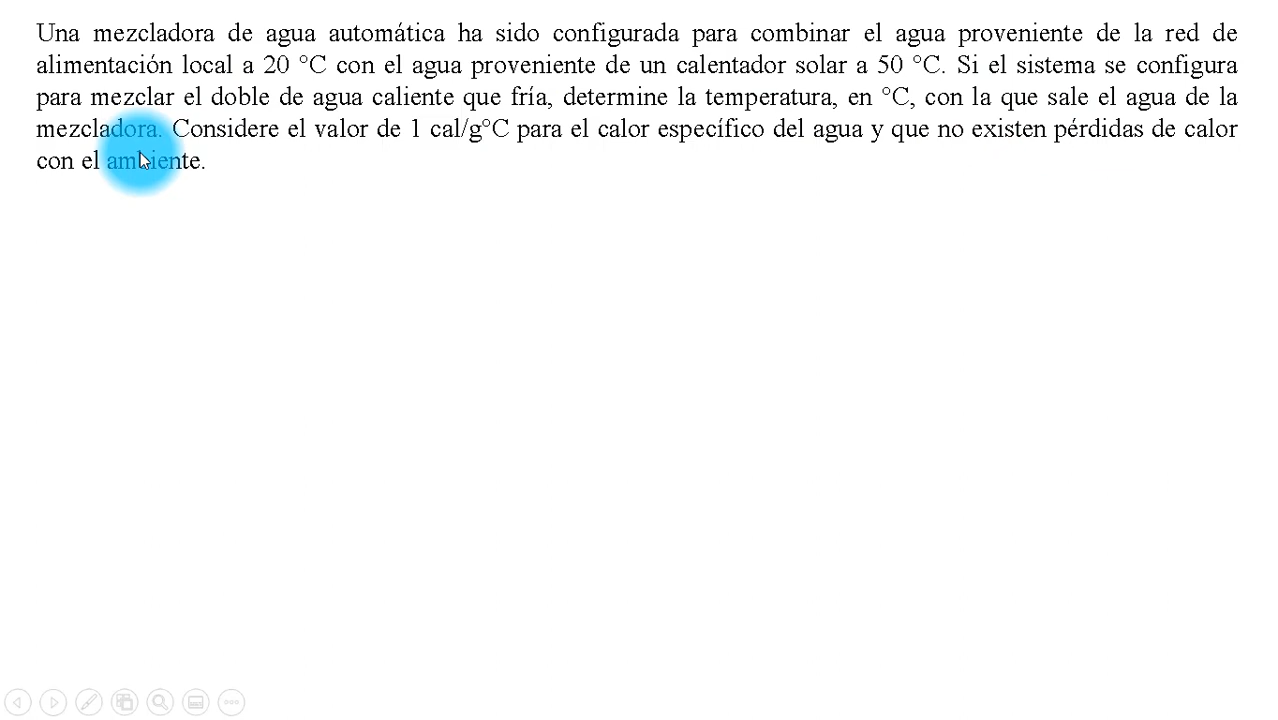 Una mezcladora de agua automática ha sido configurada para combinar el agua proveniente de la red de
alimentación local a 20 °C con el agua proveniente de un calentador solar a 50 °C. Si el sistema se configura
para mezclar el doble de agua caliente que fría, determine la temperatura, en °C, con la que sale el agua de la
mezcladora. Considere el valor de 1 cal/g°C para el calor específico del agua y que no existen pérdidas de calor
con el ambiente.